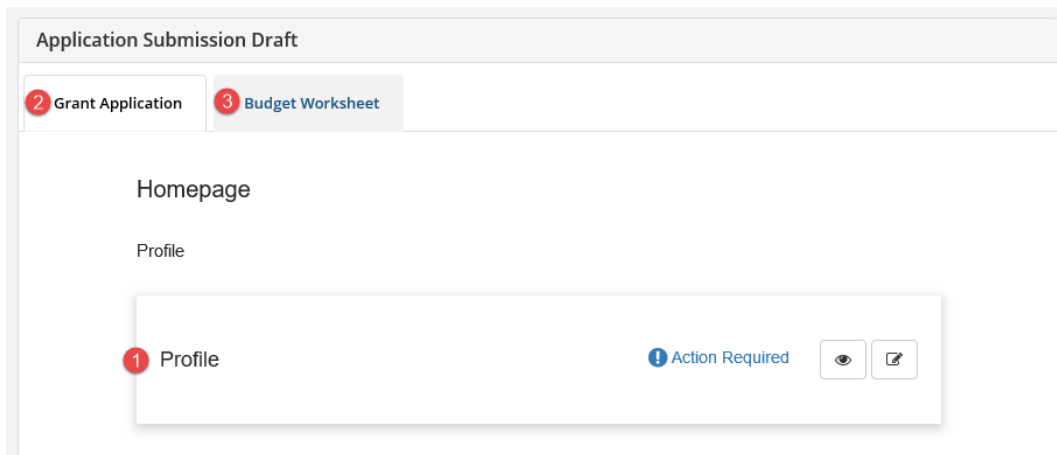 Application Submission Draft
2 Grant Application 3 Budget Worksheet
Homepage
Profile
1 Profile ! Action Required